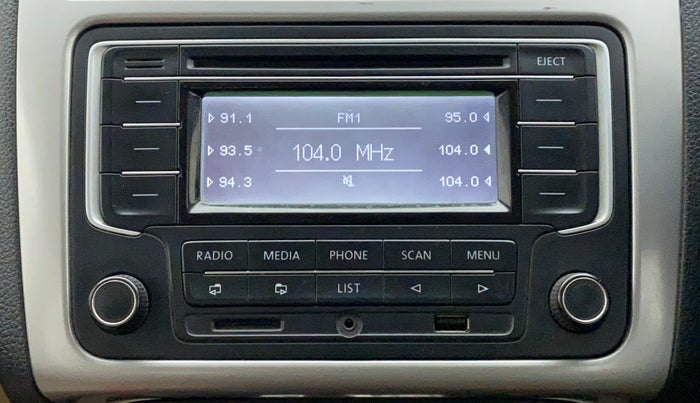 EJECT
91.1 FM1 95.0
93.5 104.0 MHz 104.0
94.3 104.0
RADIO MEDIA PHONE SCAN MENU
LIST